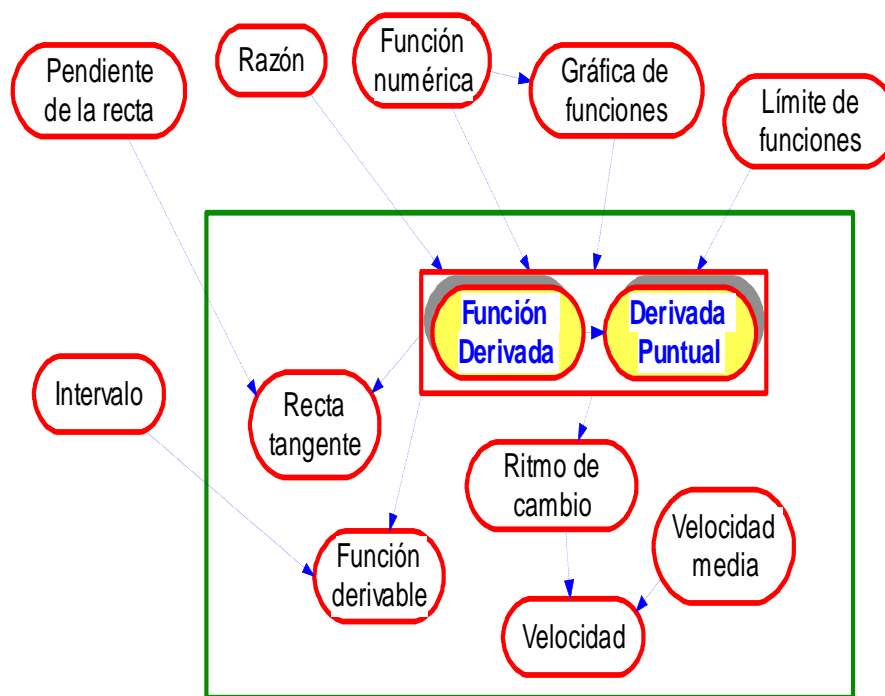 Pendiente
de la recta
Razón
Función
numérica
Gráfica de
funciones
Límite de
funciones
Función
Derivada
Derivada
Puntual
Intervalo
Recta
tangente
Ritmo de
cambio
Función
derivable
Velocidad
media
Velocidad